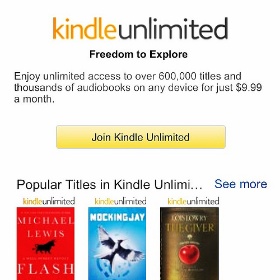 kindleunlimited
Freedom to Explore
Enjoy unlimited access to over 600,000 titles and
thousands of audiobooks on any device for just $9.99
a month.
Join Kindle Unlimited
Popular Titles in Kindle Unlimi... See more
kindleunlimited kindleunlimited kindleunlimited
MICHAEL
LEWIS
FLASH
MOCKINGJAY
LOIS LOWRY
THE GIVER